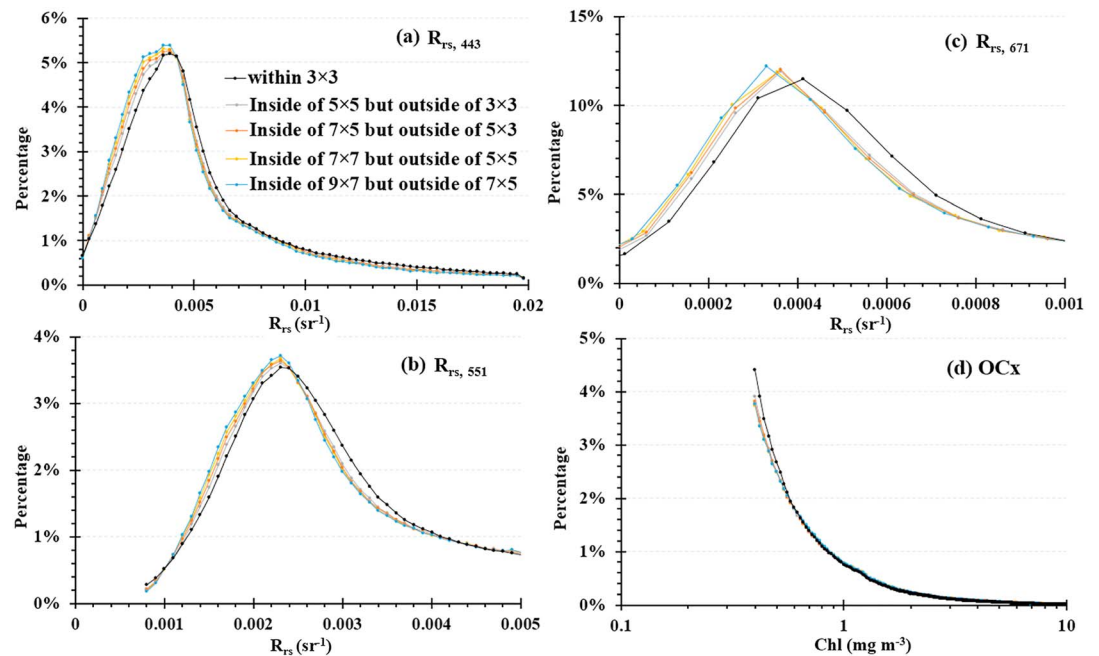 (a) Rrs, 443
Percentage
6%
5%
4%
3%
2%
1%
0%
0 0.005 0.010 0.015 0.02
Rrs (sr-1)
within 3×3
Inside of 5×5 but outside of 3×3
Inside of 7×5 but outside of 5×3
Inside of 7×7 but outside of 5×5
Inside of 9×7 but outside of 7×5
(c) Rrs, 671
Percentage
15%
10%
5%
0%
0 0.0002 0.0004 0.0006 0.0008 0.001
Rrs (sr-1)
(b) Rrs, 551
Percentage
4%
3%
2%
1%
0%
0 0.001 0.002 0.003 0.004 0.005
Rrs (sr-1)
(d) OCx
Percentage
5%
4%
3%
2%
1%
0%
0.1 1 10
Chl (mg m-3)